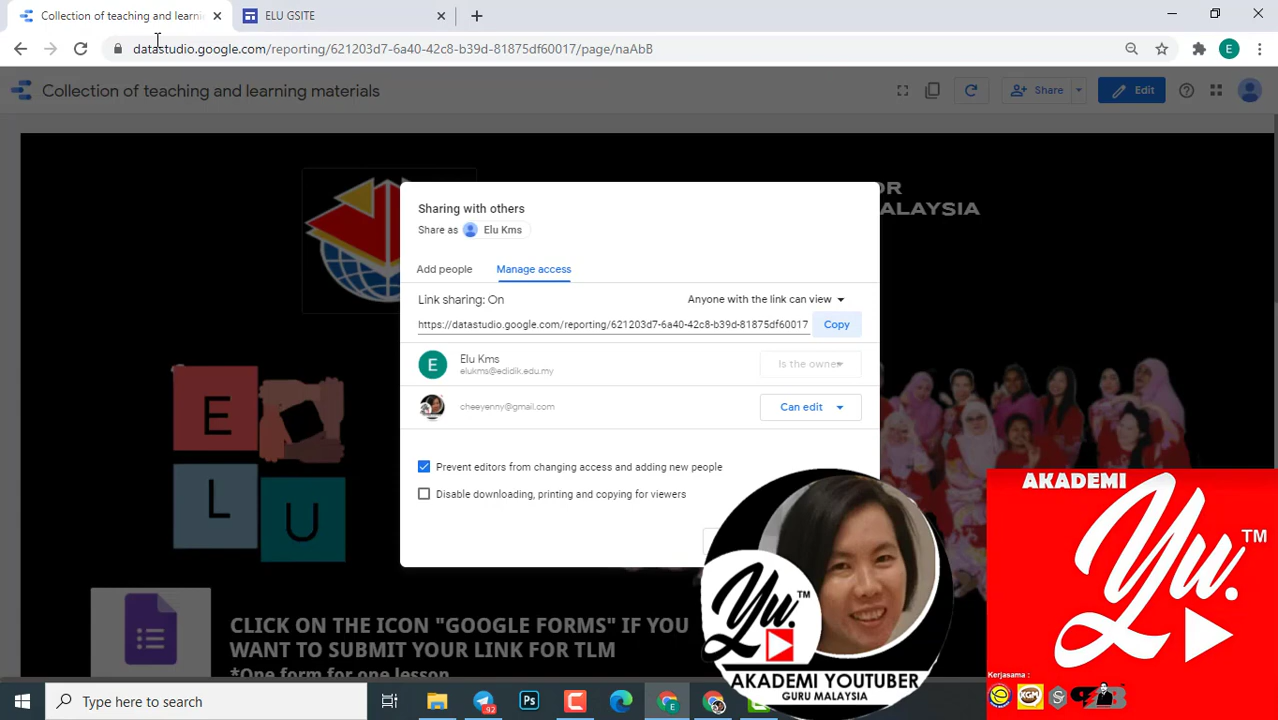 Collection of teaching and learni
ELU GSITE
datastudio.google.com/reporting/621203d7-6a40-42c8-b39d-81875df60017/page/naAbB
E
Collection of teaching and learning materials
Share
Edit
OR
ALAYSIA
Sharing with others
Share as
Elu Kms
Add people
Manage access
Link sharing: On
Anyone with the link can view
https://datastudio.google.com/reporting/621203d7-6a40-42c8-b39d-81875df60017
Copy
E
Elu Kms
elukms@edidik.edu.my
Is the owner
cheeyenny@gmail.com
Can edit
Prevent editors from changing access and adding new people
Disable downloading, printing and copying for viewers
E
L
U
CLICK ON THE ICON "GOOGLE FORMS" IF YOU
WANT TO SUBMIT YOUR LINK FOR TLM
*One form for one lesson
Yu.
TM
AKADEMI YOUTUBER
GURU MALAYSIA
AKADEMI
Yu.
TM
Kerjasama :
XGM
Type here to search
92
Ps